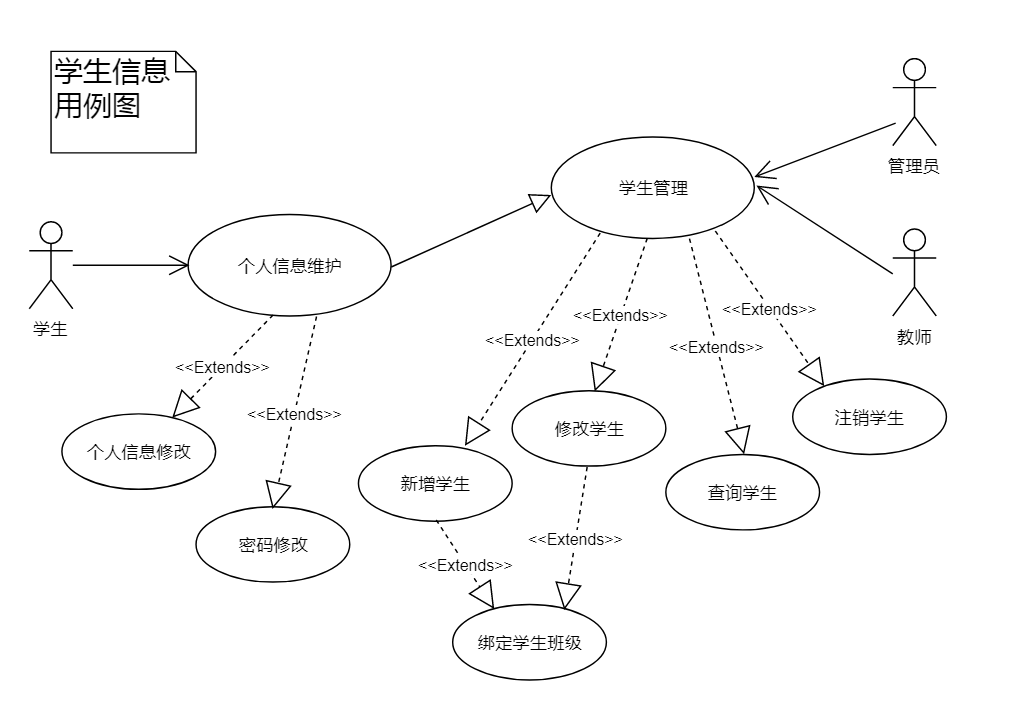 学生信息
用例图
管理员
学生管理
教师
个人信息维护
学生
<<Extends>>
<<Extends>>
<<Extends>>
<<Extends>>
<<Extends>>
<<Extends>>
个人信息修改
密码修改
新增学生
修改学生
查询学生
注销学生
<<Extends>>
<<Extends>>
绑定学生班级